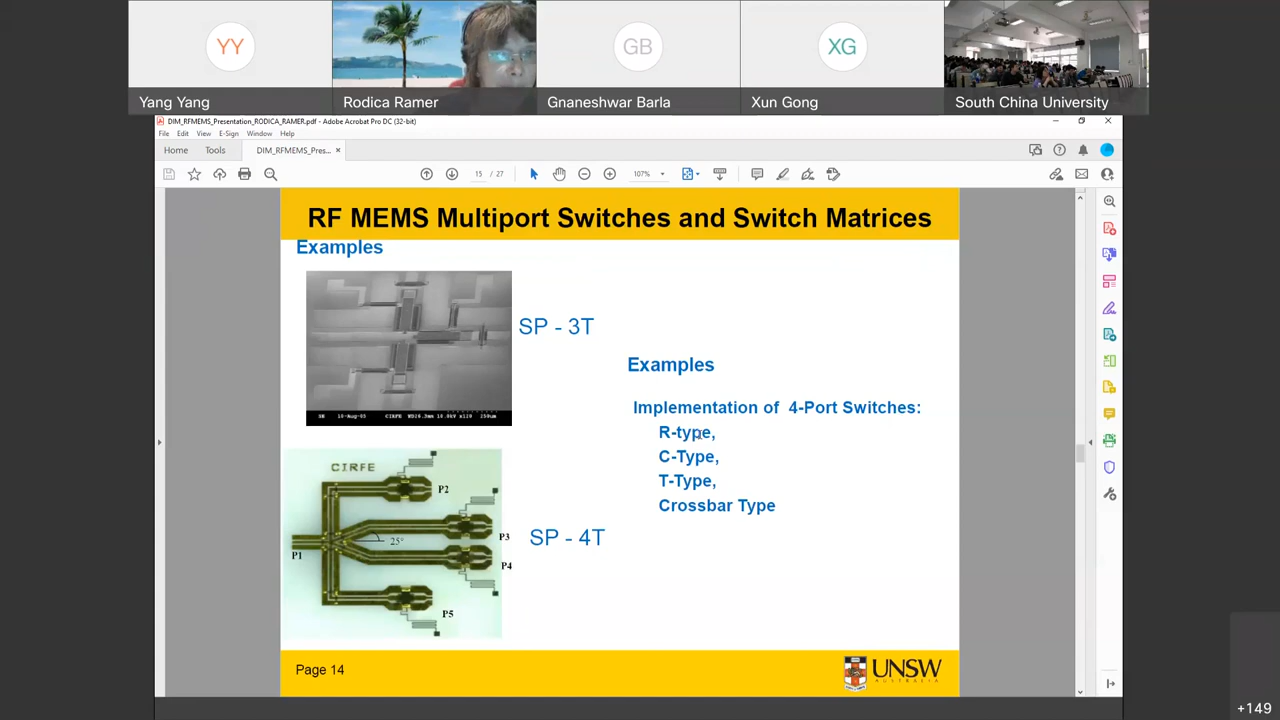 YY
GB
XG
Yang Yang
Rodica Ramer
Gnaneshwar Barla
Xun Gong
South China University
DIM_RFMEMS_Presentation_RODICA_RAMER.pdf - Adobe Acrobat Pro DC (32-bit)
File Edit View E-Sign Window Help
Home Tools DIM_RFMEMS_Pres... ×
15 / 27 107%
RF MEMS Multiport Switches and Switch Matrices
Examples
SP - 3T
Examples
Implementation of 4-Port Switches:
R-type,
C-Type,
T-Type,
Crossbar Type
CIRFE
P2
P3
25°
SP - 4T
P1
P4
P5
Page 14
UNSW
AUSTRALIA
+149